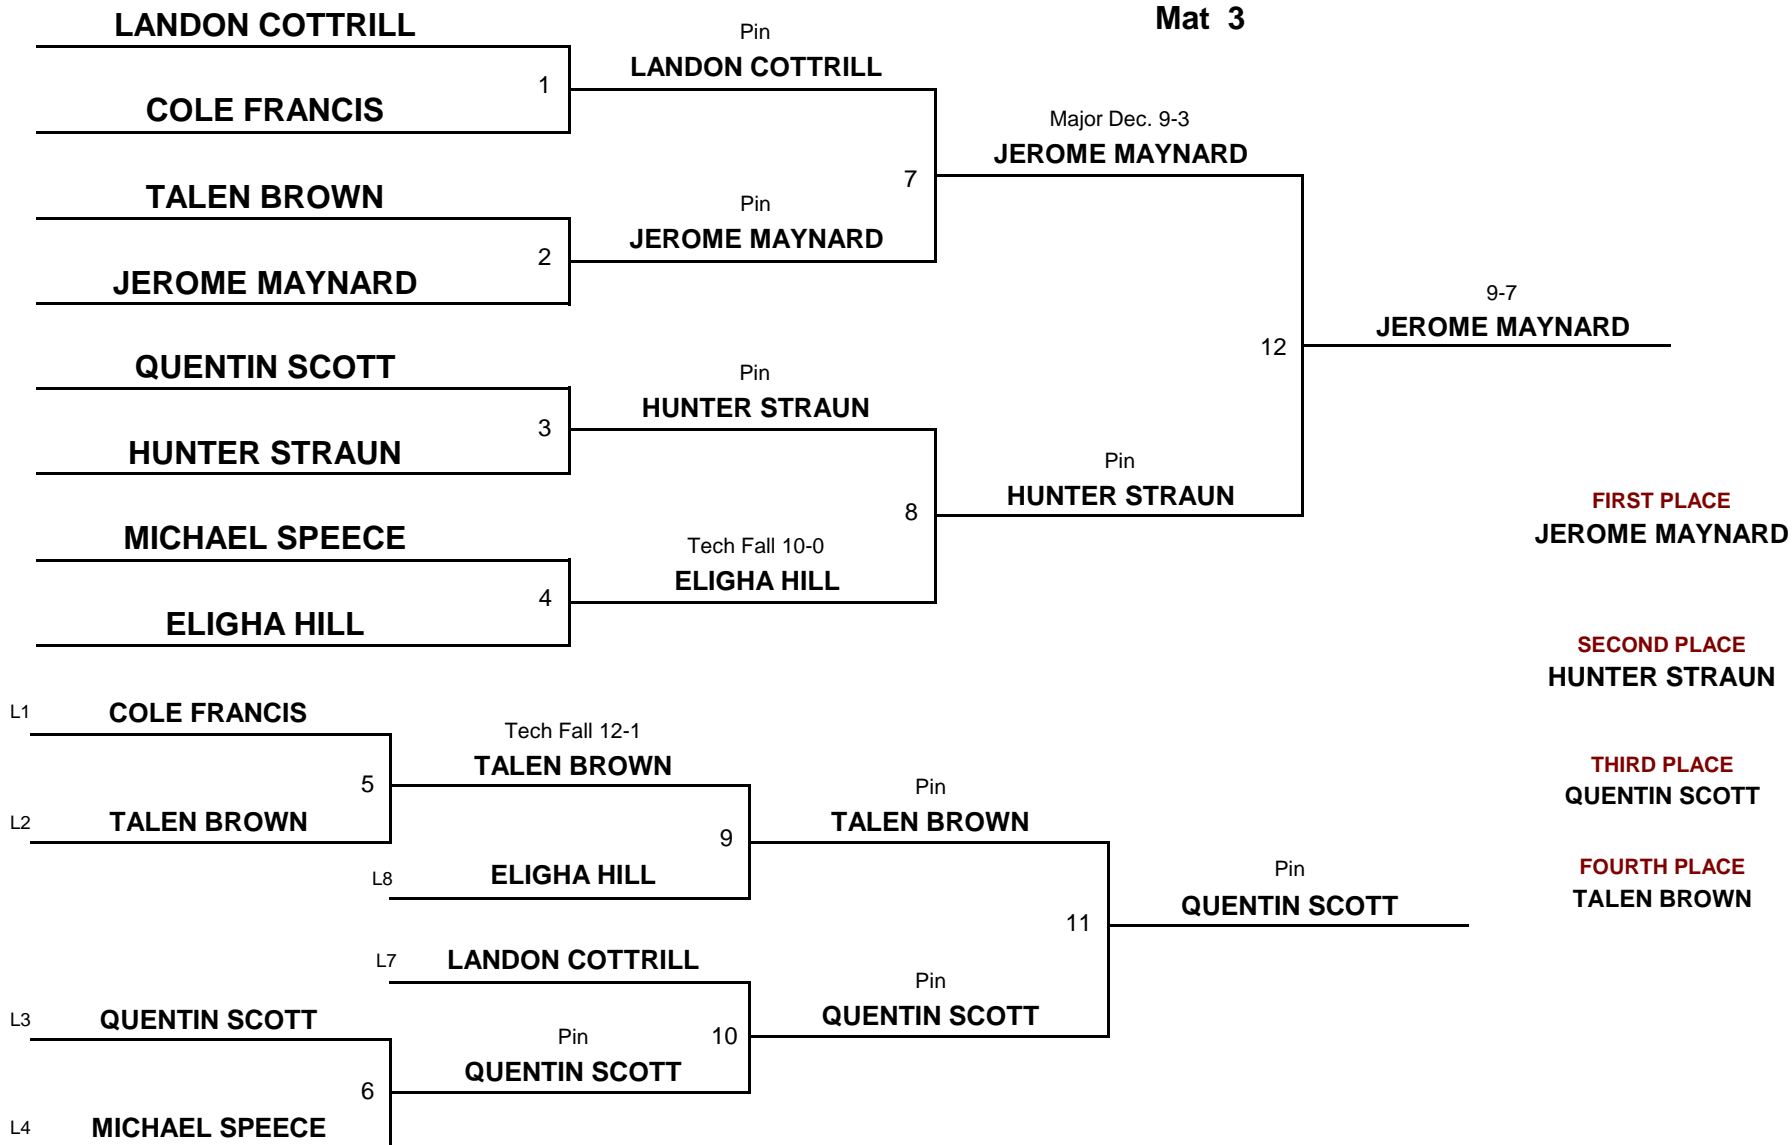 Mat 3
LANDON COTTRILL
Pin
LANDON COTTRILL
1
COLE FRANCIS
Major Dec. 9-3
JEROME MAYNARD
7
TALEN BROWN
Pin
JEROME MAYNARD
2
JEROME MAYNARD
9-7
JEROME MAYNARD
12
QUENTIN SCOTT
Pin
HUNTER STRAUN
3
HUNTER STRAUN
Pin
HUNTER STRAUN
8
MICHAEL SPEECE
Tech Fall 10-0
ELIGHA HILL
4
ELIGHA HILL
FIRST PLACE
JEROME MAYNARD
SECOND PLACE
HUNTER STRAUN
THIRD PLACE
QUENTIN SCOTT
FOURTH PLACE
TALEN BROWN
L1 COLE FRANCIS
Tech Fall 12-1
TALEN BROWN
5
L2 TALEN BROWN
Pin
TALEN BROWN
9
L8 ELIGHA HILL
Pin
QUENTIN SCOTT
11
L7 LANDON COTTRILL
Pin
QUENTIN SCOTT
10
L3 QUENTIN SCOTT
Pin
QUENTIN SCOTT
6
L4 MICHAEL SPEECE